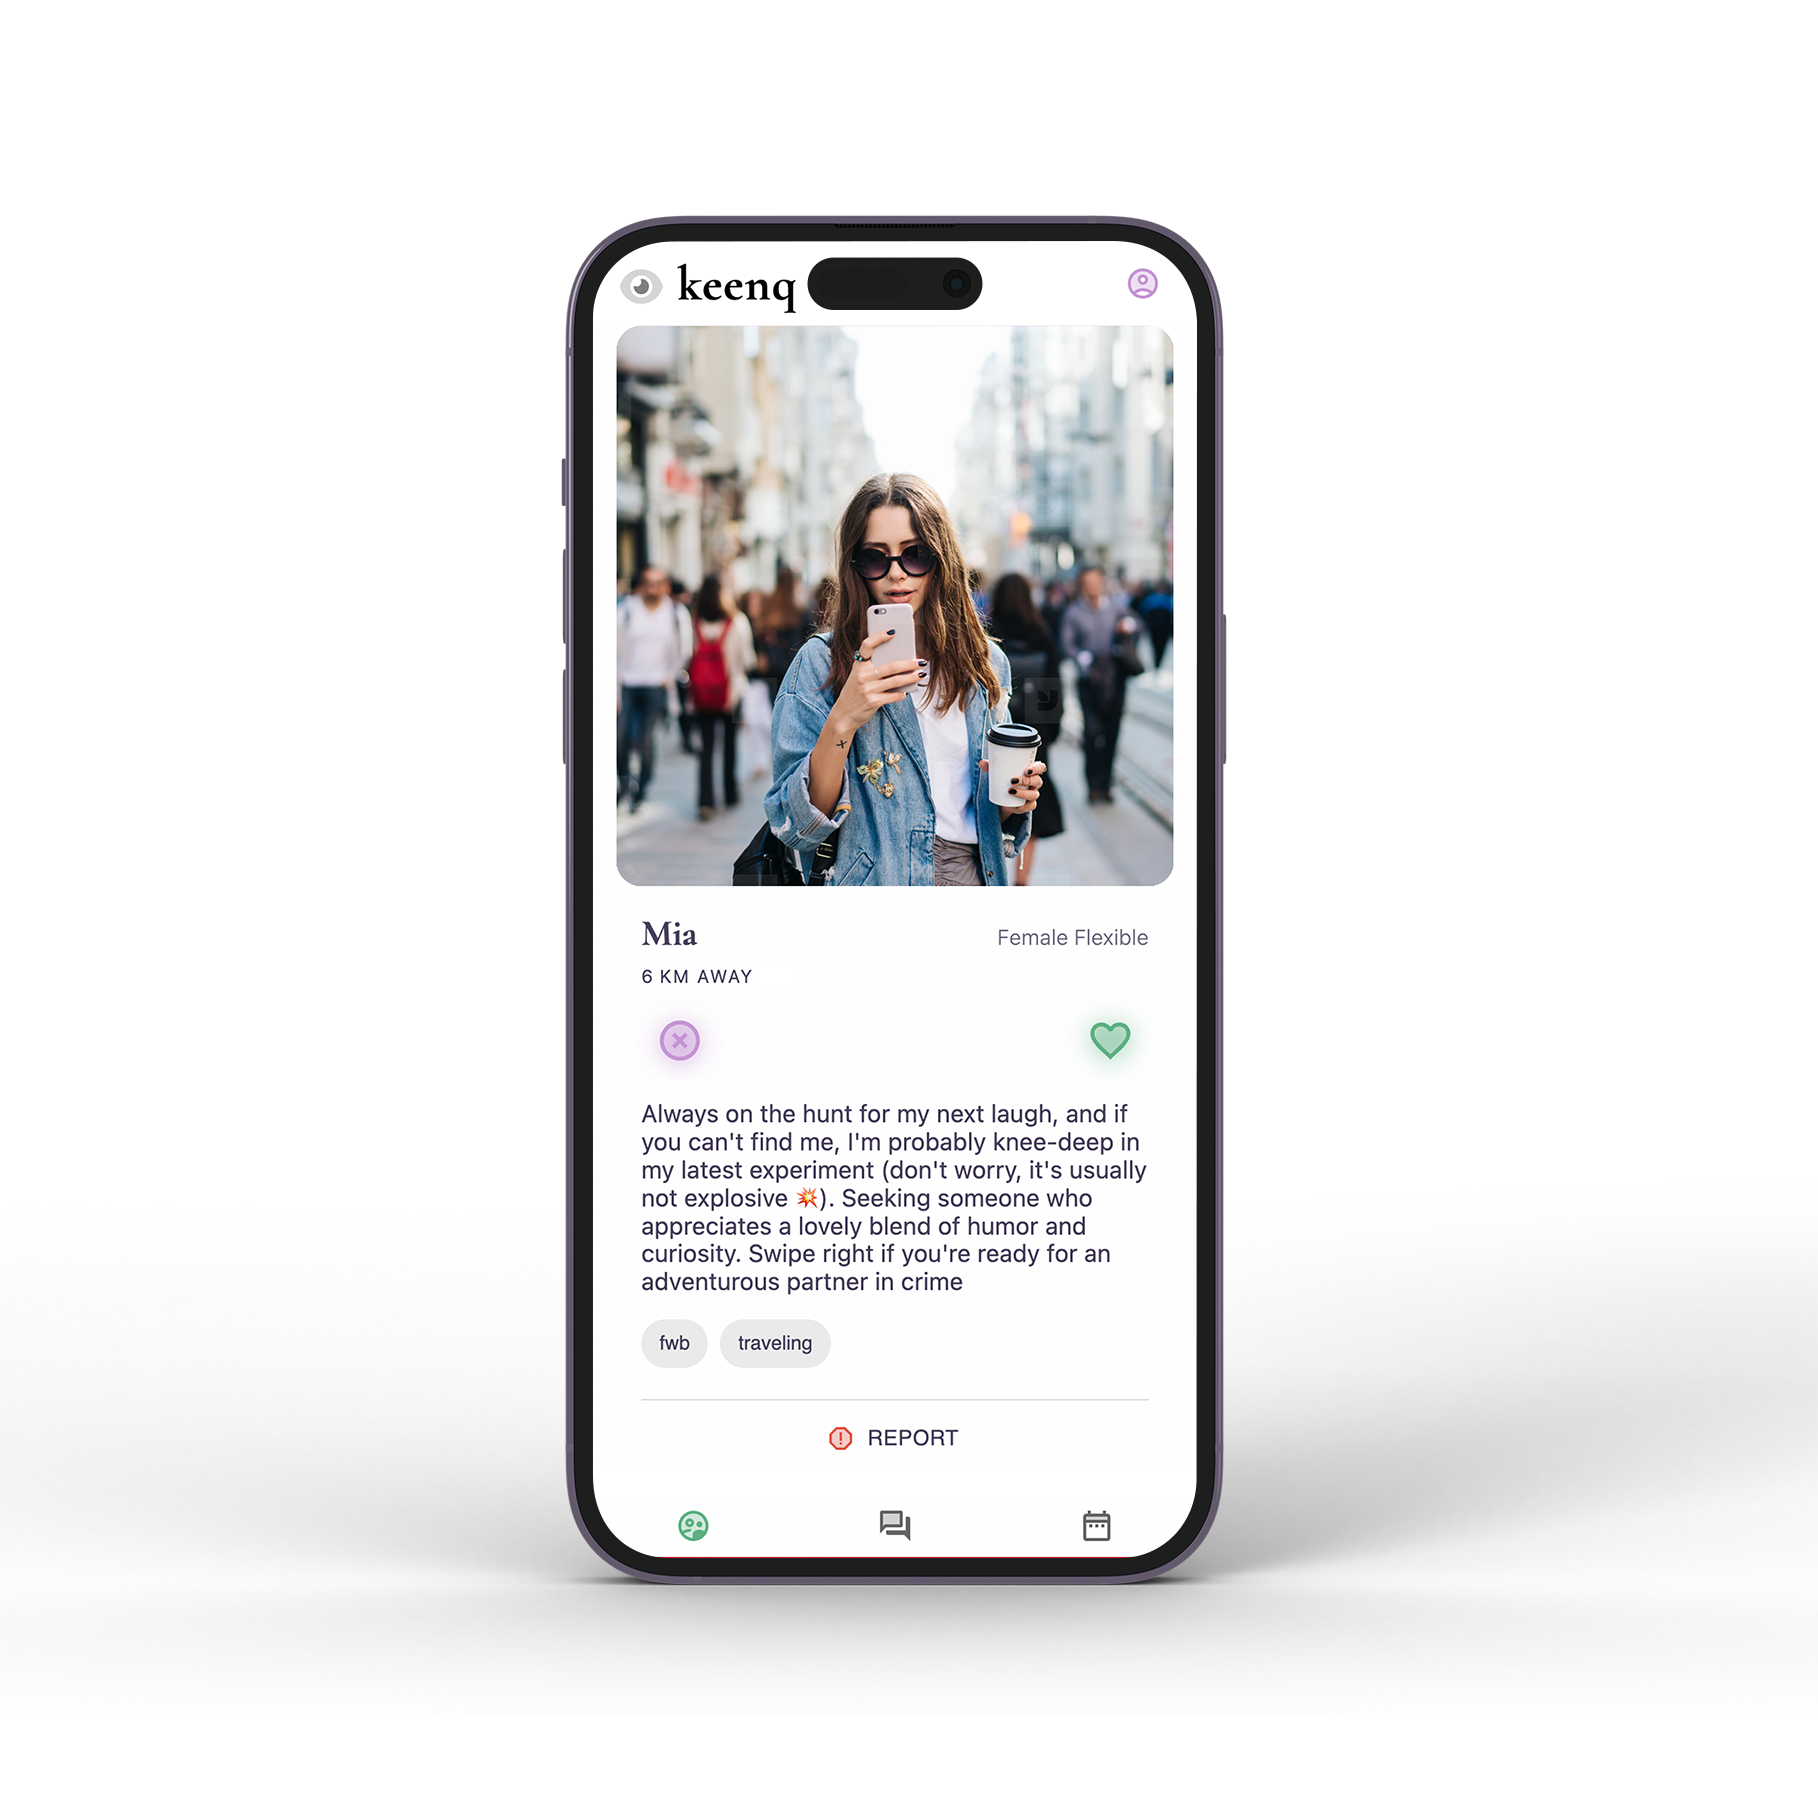 keenq
Mia
Female Flexible
6 KM AWAY
Always on the hunt for my next laugh, and if
you can't find me, I'm probably knee-deep in
my latest experiment (don't worry, it's usually
not explosive 💥). Seeking someone who
appreciates a lovely blend of humor and
curiosity. Swipe right if you're ready for an
adventurous partner in crime
fwb
traveling
REPORT